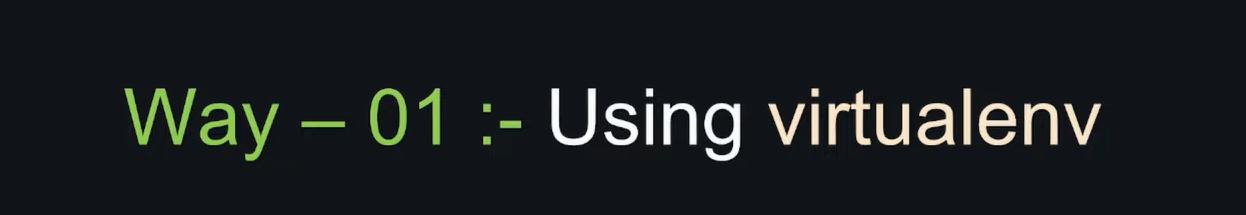 Way – 01 :- Using virtualenv